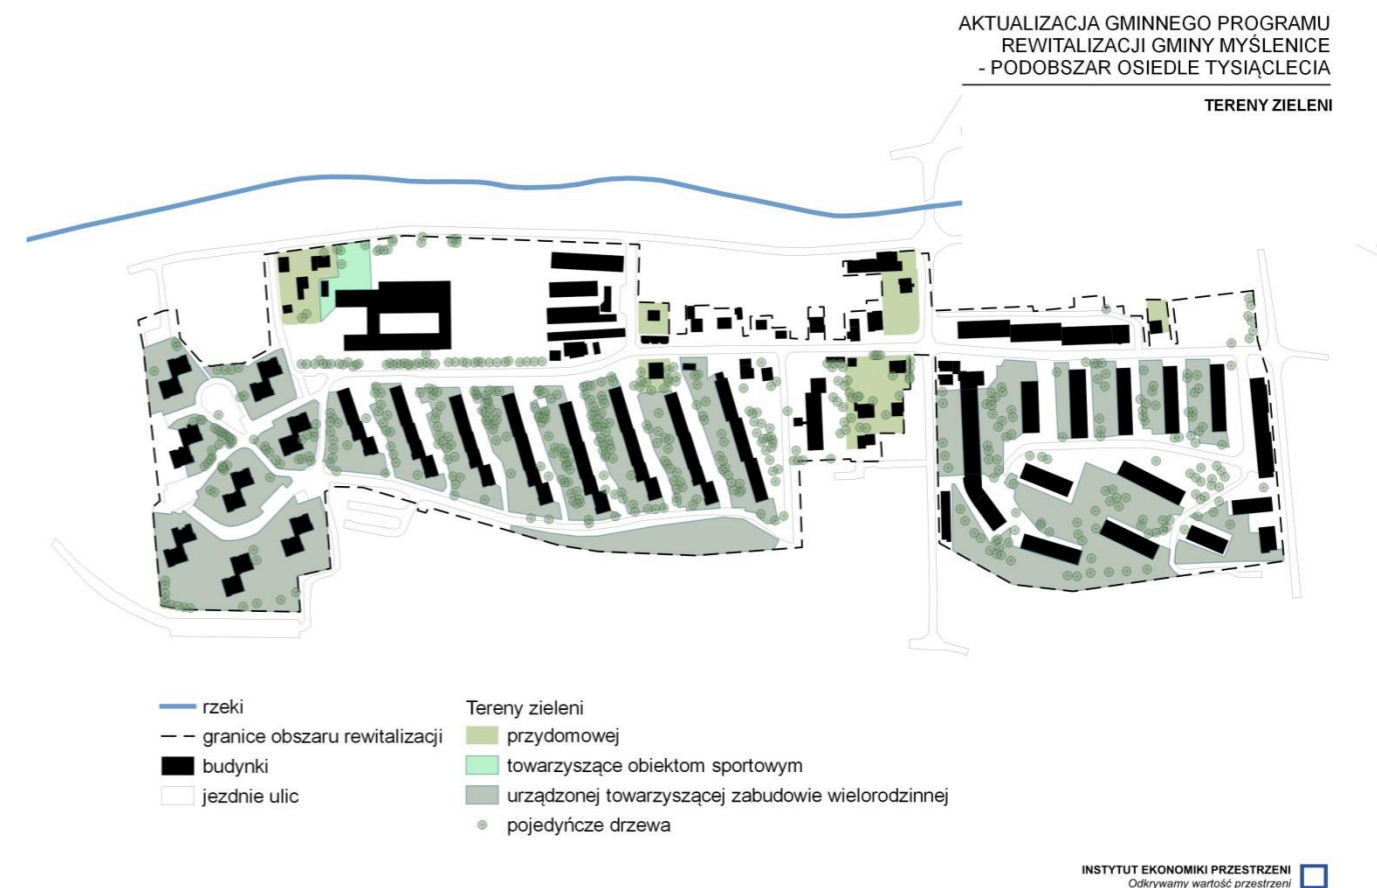 AKTUALIZACJA GMINNEGO PROGRAMU
REWITALIZACJI GMINY MYŚLENICE
- PODOBSZAR OSIEDLE TYSIĄCLECIA
TERENY ZIELENI
rzeki
granice obszaru rewitalizacji
budynki
jezdnie ulic
Tereny zieleni
przydomowej
towarzyszące obiektom sportowym
urządzonej towarzyszącej zabudowie wielorodzinnej
pojedyńcze drzewa
INSTYTUT EKONOMIKI PRZESTRZENI
Odkrywamy wartość przestrzeni